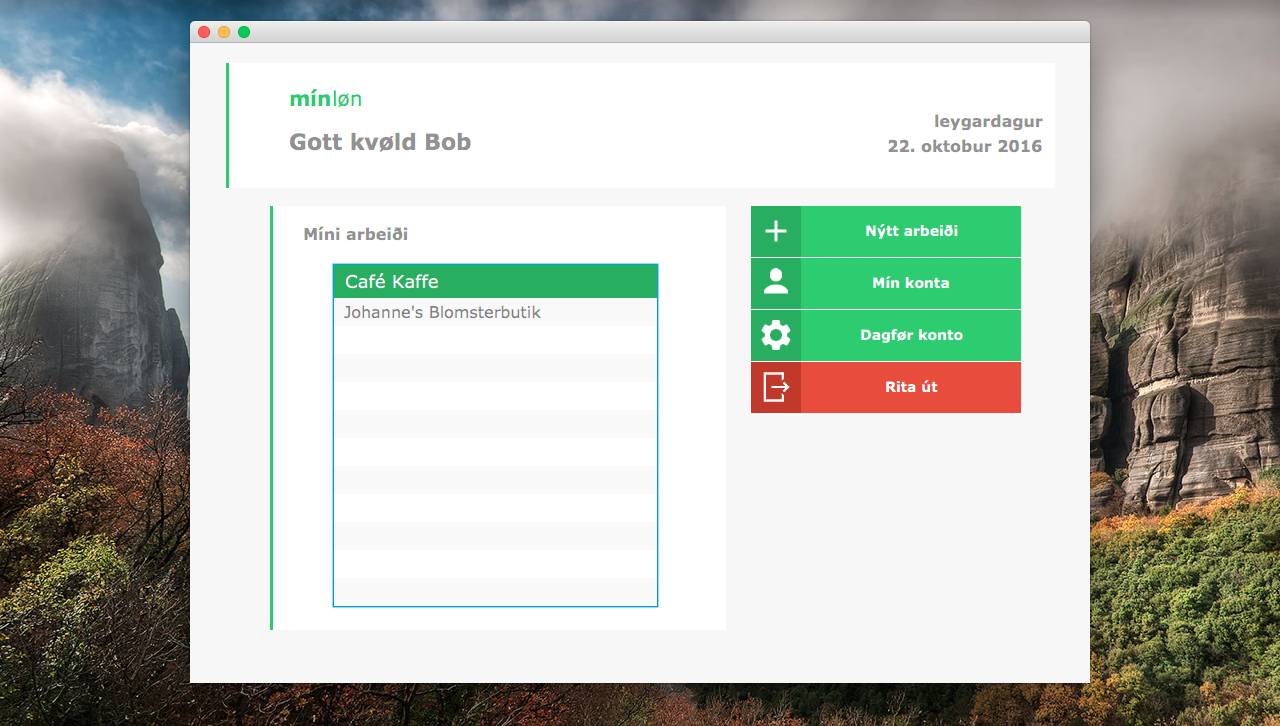 mínløn
Gott kvøld Bob
leygardagur
22. oktobur 2016
Míni arbeiði
Café Kaffe
Johanne's Blomsterbutik
Nýtt arbeiði
Mín konta
Dagfør konto
Rita út